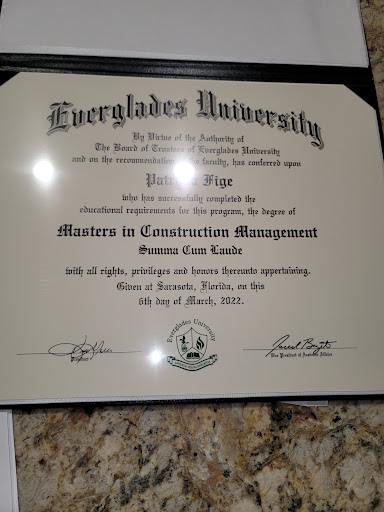 Everglades University
By Virtue of the Authority of
The Board of Trustees of Everglades University
and on the recommendation the faculty, has conferred upon
Fige
who has successfully completed the
educational requirements for this program, the degree of
Masters in Construction Management
Summa Cum Laude
with all rights, privileges and honors thereunto appertaining.
Given at Sarasota, Florida, on this
6th day of March, 2022.
Everglades University
President
Vice President of Academic Affairs